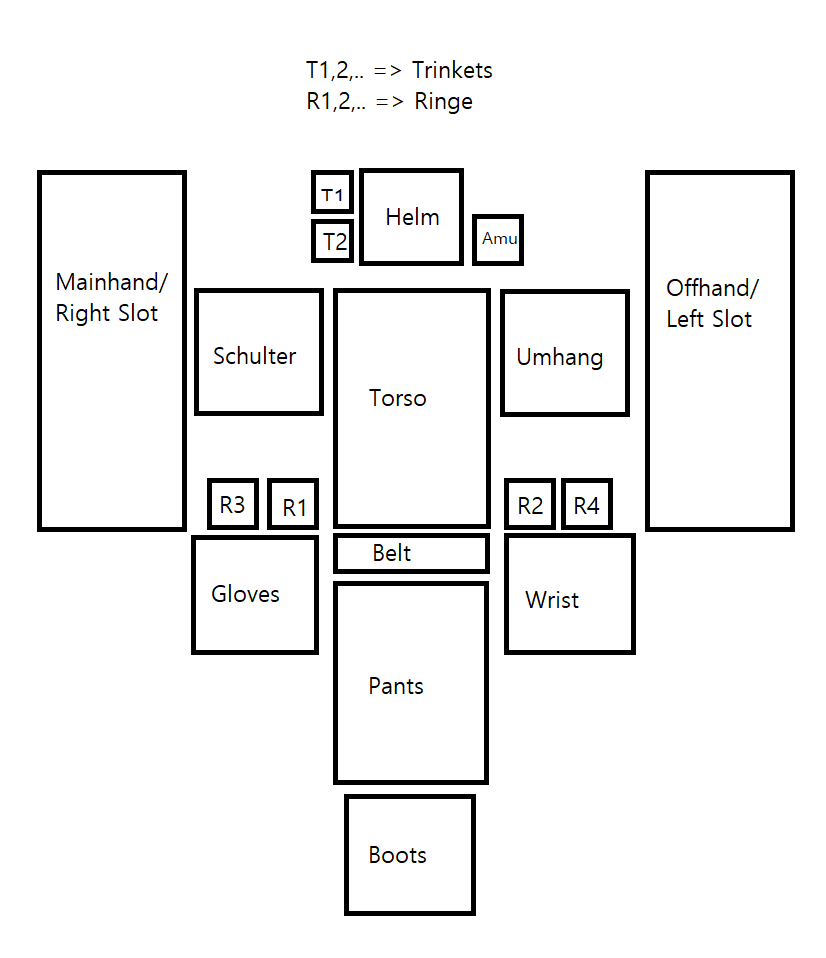 T1,2,.. => Trinkets
R1,2,.. => Ringe
T1
Helm
T2
Amu
Mainhand/
Right Slot
Offhand/
Left Slot
Schulter
Torso
Umhang
R3
R1
R2
R4
Belt
Gloves
Wrist
Pants
Boots